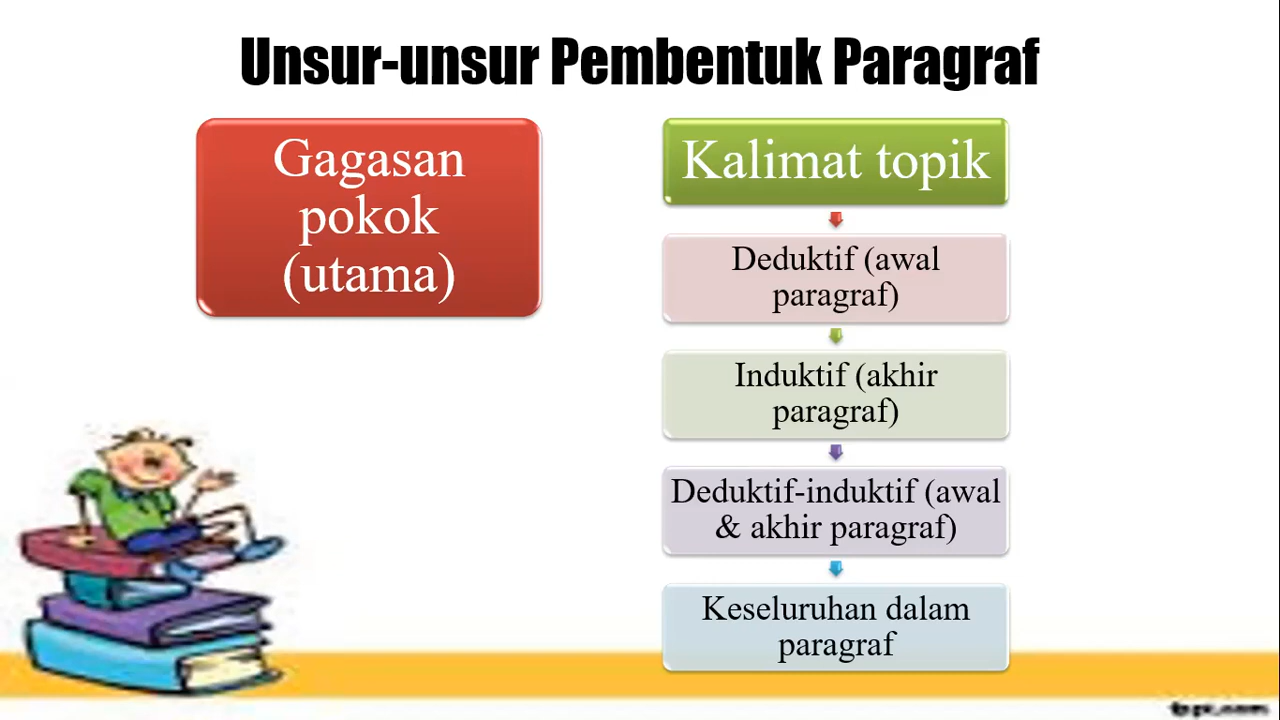 Unsur-unsur Pembentuk Paragraf
Gagasan
pokok
(utama)
Kalimat topik
Deduktif (awal
paragraf)
Induktif (akhir
paragraf)
Deduktif-induktif (awal
& akhir paragraf)
Keseluruhan dalam
paragraf